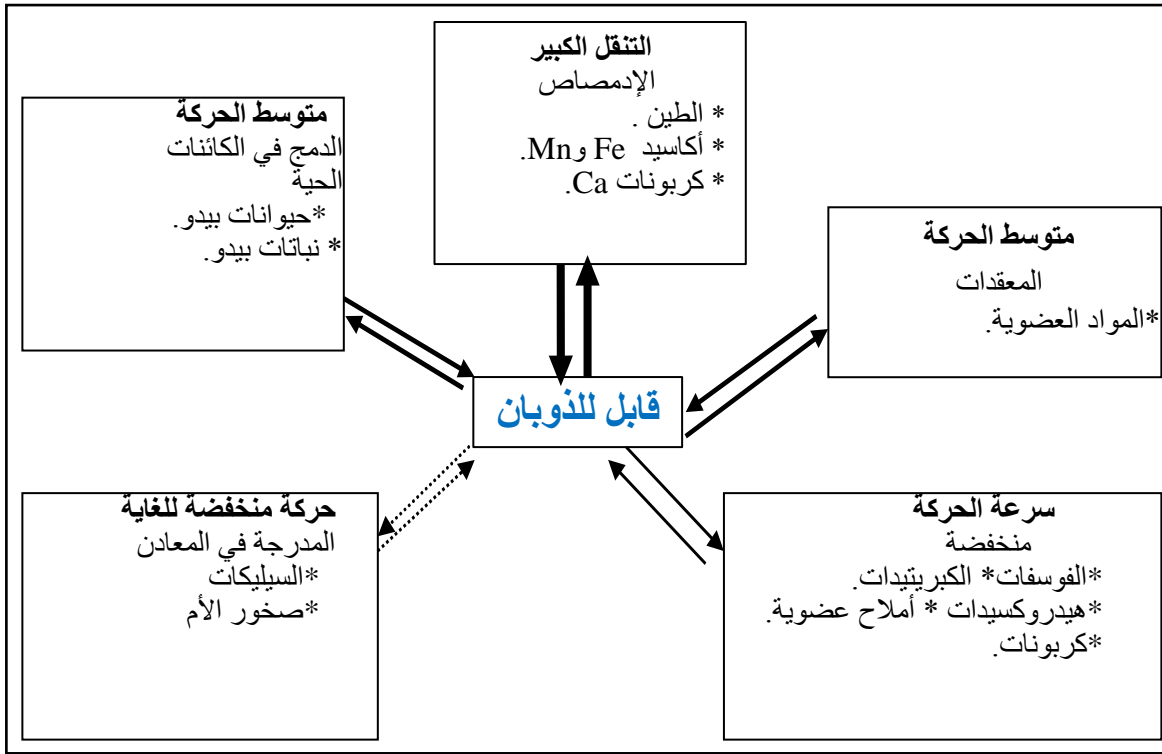 التنقل الكبير
الإدمصاص
* الطين .
* أكاسيد Fe وMn.
* كربونات Ca.
متوسط الحركة
الدمج في الكائنات
الحية
*حيوانات بيدو.
* نباتات بيدو.
متوسط الحركة
المعقدات
*المواد العضوية.
قابل للذوبان
حركة منخفضة للغاية
المدرجة في المعادن
*السيليكات
*صخور الأم
سرعة الحركة
منخفضة
*الفوسفات* الكبريتيدات.
*هيدروكسيدات * أملاح عضوية.
*كربونات.